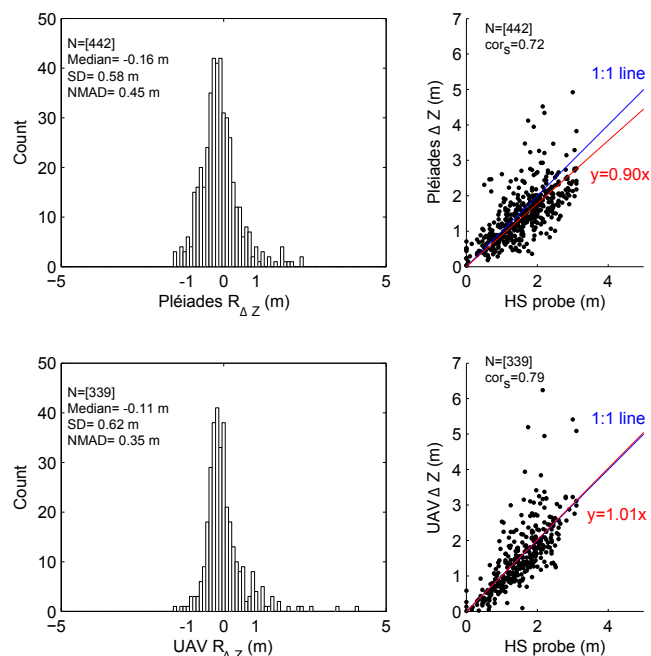 50
40
30
20
10
0
Count
N=[442]
Median= -0.16 m
SD= 0.58 m
NMAD= 0.45 m
-5
-1
0
1
5
Pléiades R_Δ Z (m)
7
6
5
4
3
2
1
0
Pléiades Δ Z (m)
N=[442]
cor_s=0.72
1:1 line
y=0.90x
0
2
4
HS probe (m)
50
40
30
20
10
0
Count
N=[339]
Median= -0.11 m
SD= 0.62 m
NMAD= 0.35 m
-5
-1
0
1
5
UAV R_Δ Z (m)
7
6
5
4
3
2
1
0
UAV Δ Z (m)
N=[339]
cor_s=0.79
1:1 line
y=1.01x
0
2
4
HS probe (m)